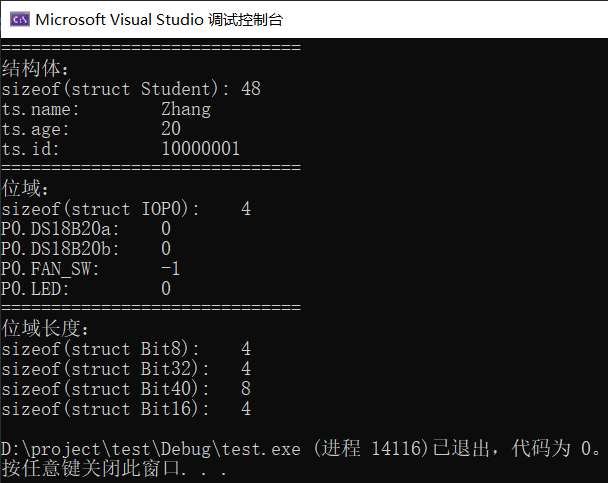 Microsoft Visual Studio 调试控制台
==============================
结构体：
sizeof(struct Student): 48
ts.name:         Zhang
ts.age:          20
ts.id:           10000001
==============================
位域：
sizeof(struct IOP0):    4
P0.DS18B20a:    0
P0.DS18B20b:    0
P0.FAN_SW:      -1
P0.LED:         0
==============================
位域长度：
sizeof(struct Bit8):    4
sizeof(struct Bit32):   4
sizeof(struct Bit40):   8
sizeof(struct Bit16):   4
D:\project\test\Debug\test.exe (进程 14116)已退出，代码为 0。
按任意键关闭此窗口. . .